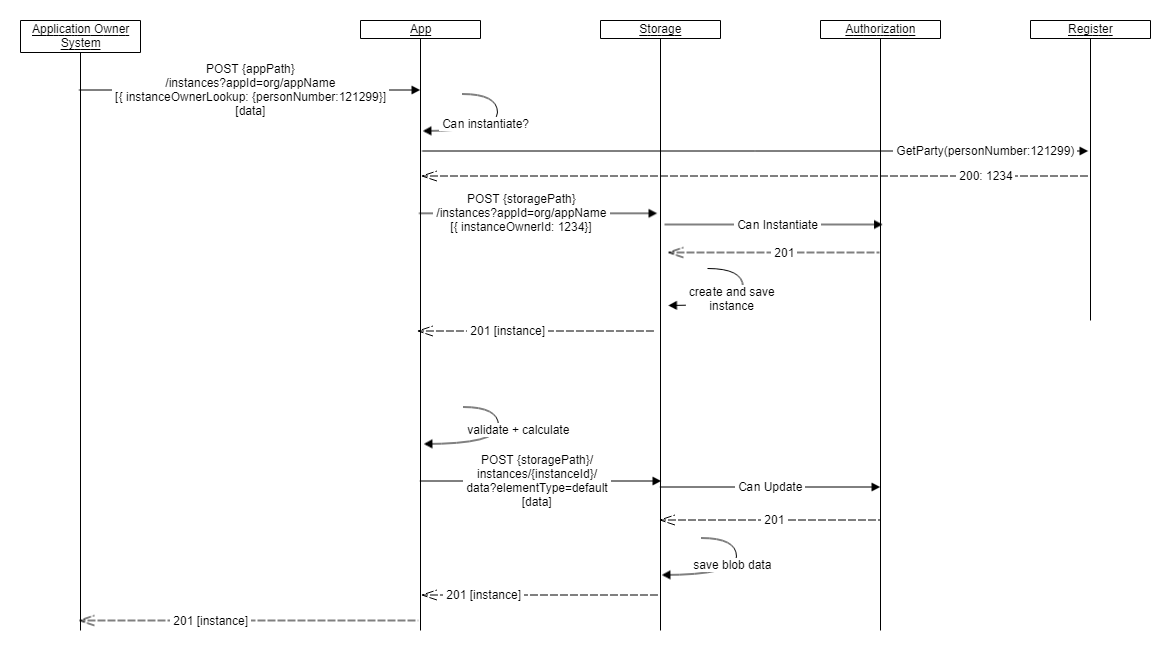 Application Owner
System
App
Storage
Authorization
Register
POST {appPath}
/instances?appId=org/appName
[{ instanceOwnerLookup: {personNumber:121299}]
[data]
Can instantiate?
GetParty(personNumber:121299)
200: 1234
POST {storagePath}
/instances?appId=org/appName
[{ instanceOwnerId: 1234}]
Can Instantiate
201
create and save
instance
201 [instance]
validate + calculate
POST {storagePath}/
instances/{instanceId}/
data?elementType=default
[data]
Can Update
201
save blob data
201 [instance]
201 [instance]